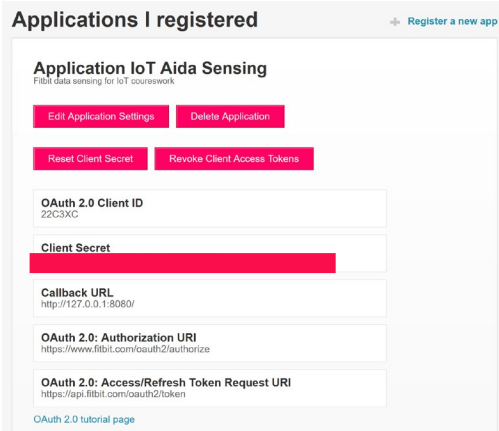 Applications I registered
Register a new app
Application IoT Aida Sensing
Fitbit data sensing for IoT coureswork
Edit Application Settings
Delete Application
Reset Client Secret
Revoke Client Access Tokens
OAuth 2.0 Client ID
22C3XC
Client Secret
Callback URL
http://127.0.0.1:8080/
OAuth 2.0: Authorization URI
https://www.fitbit.com/oauth2/authorize
OAuth 2.0: Access/Refresh Token Request URI
https://api.fitbit.com/oauth2/token
OAuth 2.0 tutorial page